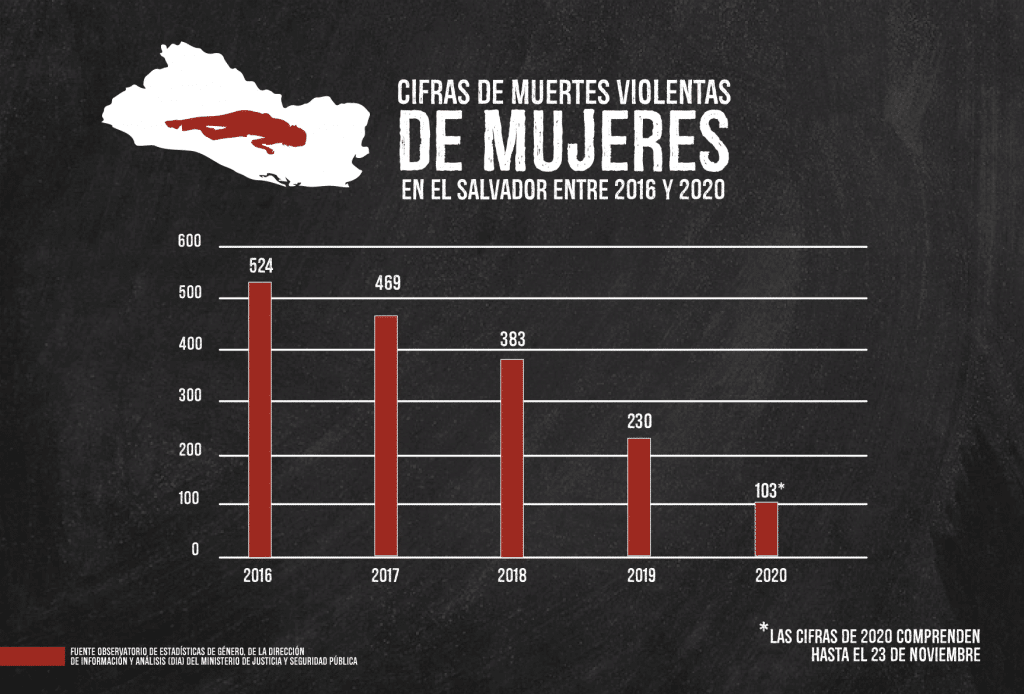 CIFRAS DE MUERTES VIOLENTAS
DE MUJERES
EN EL SALVADOR ENTRE 2016 Y 2020
600
500
400
300
200
100
0
524
469
383
230
103*
2016
2017
2018
2019
2020
*LAS CIFRAS DE 2020 COMPRENDEN
HASTA EL 23 DE NOVIEMBRE
FUENTE OBSERVATORIO DE ESTADÍSTICAS DE GÉNERO, DE LA DIRECCIÓN
DE INFORMACIÓN Y ANÁLISIS (DIA) DEL MINISTERIO DE JUSTICIA Y SEGURIDAD PÚBLICA